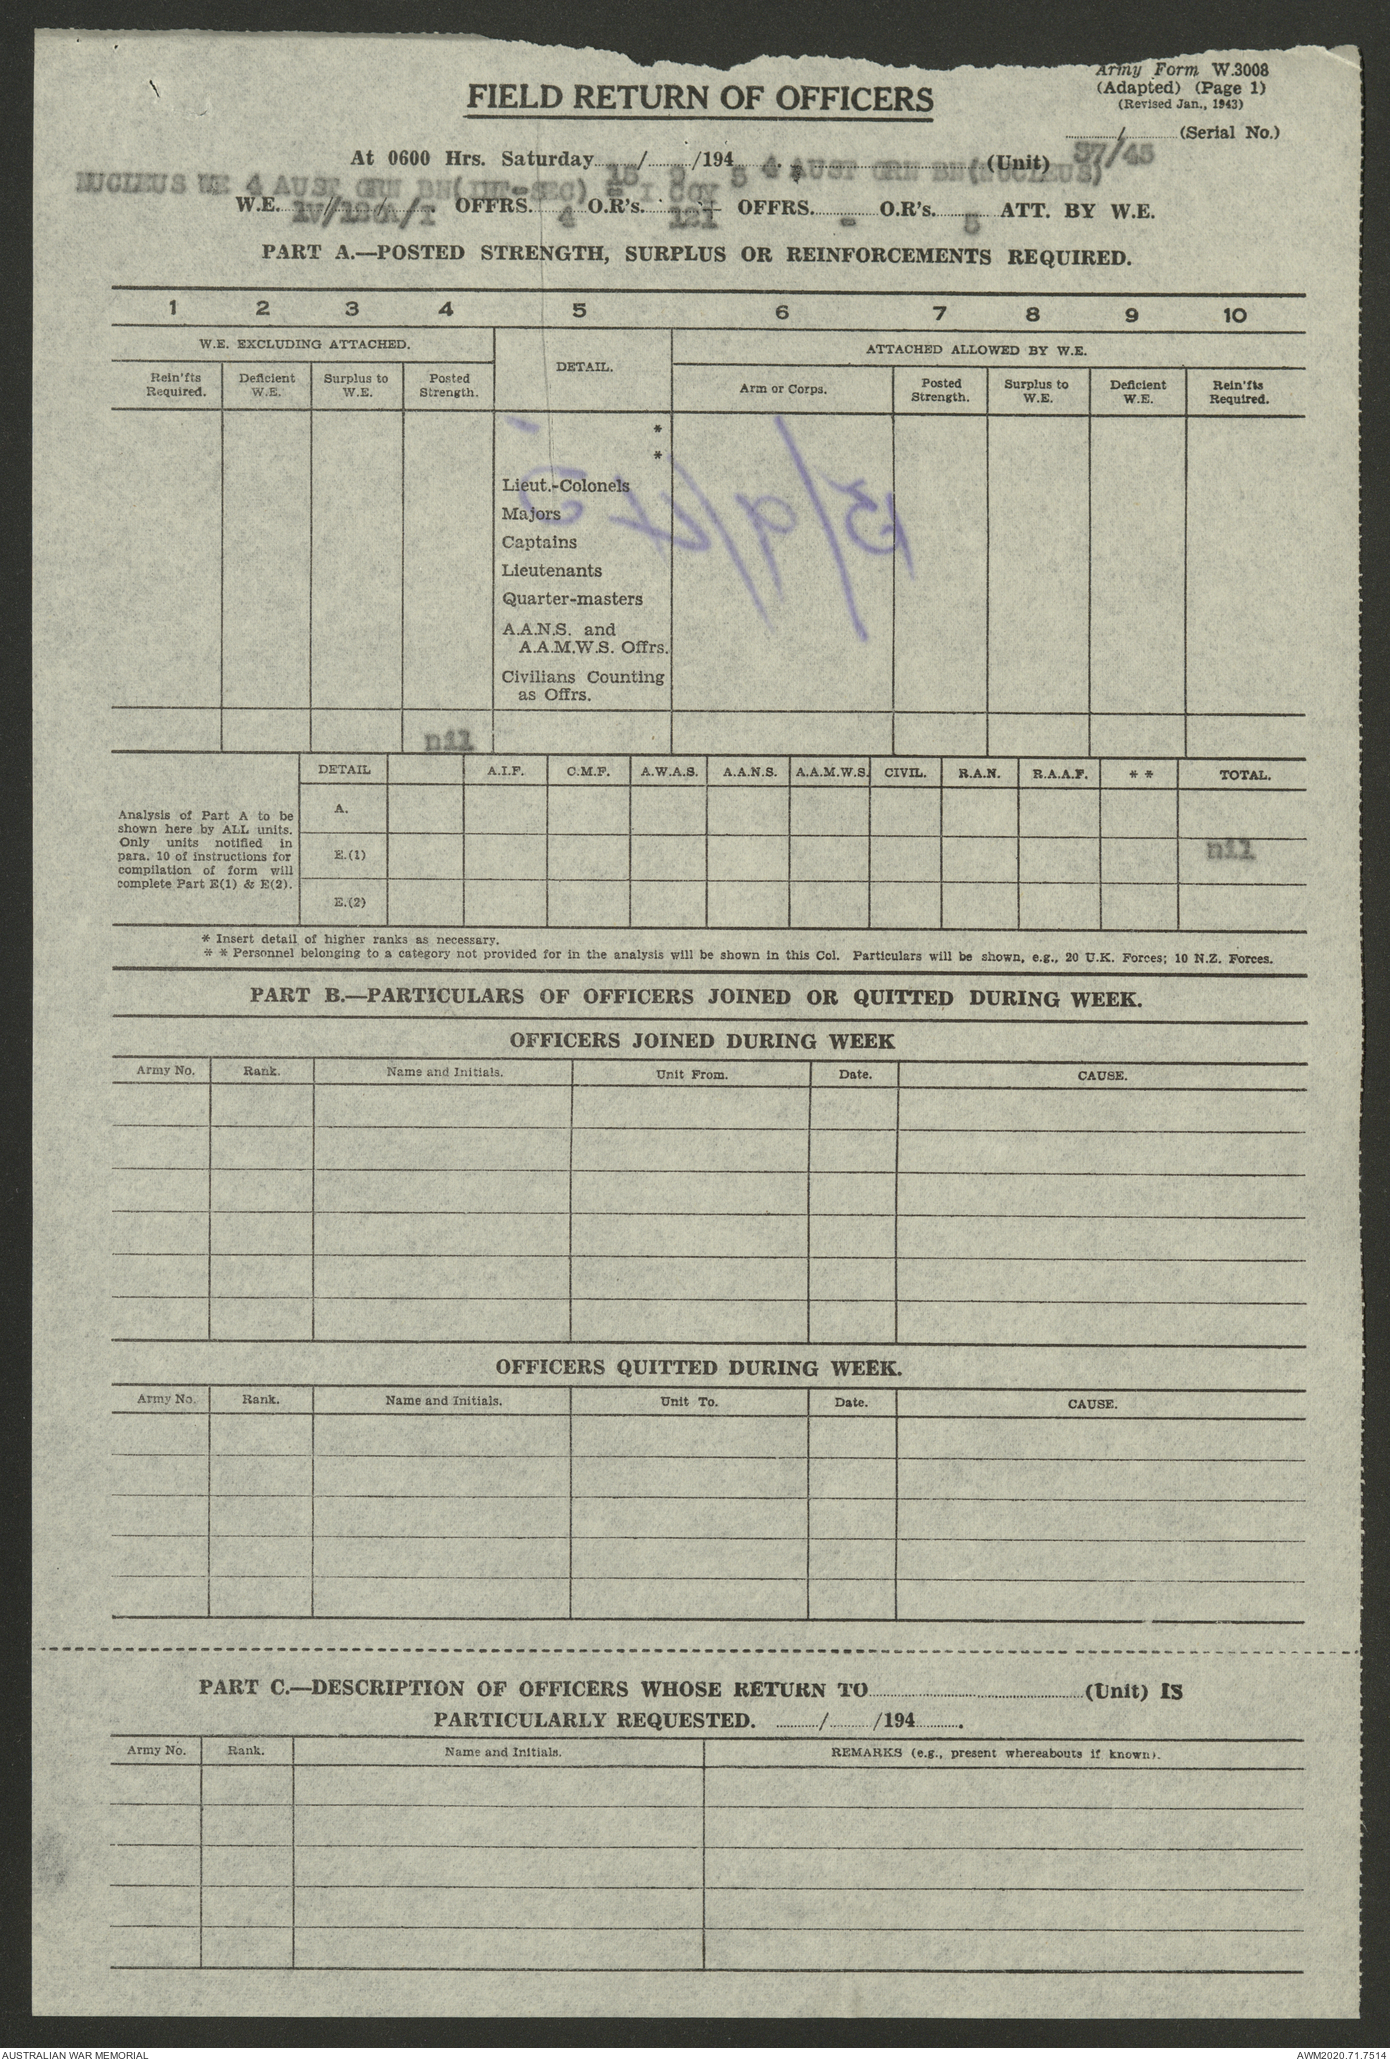 Army Form W.3008
(Adapted) (Page 1)
(Revised Jan., 1943)
FIELD RETURN OF OFFICERS
/ (Serial No.)
37/45
At 0600 Hrs. Saturday 15/ 9 /194 5 4 AUST GRN BN(NUCLEUS) (Unit)
NUCLEUS WE 4 AUST GRN BN(INT-SEC) = I COY
W.E. IV/ / /1 OFFRS. 4 O.R's. 121 OFFRS. - O.R's. 5 ATT. BY W.E.
PART A.—POSTED STRENGTH, SURPLUS OR REINFORCEMENTS REQUIRED.
1 2 3 4 5 6 7 8 9 10
W.E. EXCLUDING ATTACHED. DETAIL. ATTACHED ALLOWED BY W.E.
Rein'fts Required. Deficient W.E. Surplus to W.E. Posted Strength. Arm or Corps. Posted Strength. Surplus to W.E. Deficient W.E. Rein'fts Required.
*
*
Lieut.-Colonels
Majors
Captains
Lieutenants
Quarter-masters
A.A.N.S. and
A.A.M.W.S. Offrs.
Civilians Counting
as Offrs.
15/9/45
nil
DETAIL A.I.F. C.M.F. A.W.A.S. A.A.N.S. A.A.M.W.S. CIVIL. R.A.N. R.A.A.F. * * TOTAL.
Analysis of Part A to be
shown here by ALL units.
Only units notified in
para. 10 of instructions for
compilation of form will
complete Part E(1) & E(2).
A.
E.(1) nil
E.(2)
* Insert detail of higher ranks as necessary.
* * Personnel belonging to a category not provided for in the analysis will be shown in this Col. Particulars will be shown, e.g., 20 U.K. Forces; 10 N.Z. Forces.
PART B.—PARTICULARS OF OFFICERS JOINED OR QUITTED DURING WEEK.
OFFICERS JOINED DURING WEEK
Army No. Rank. Name and Initials. Unit From. Date. CAUSE.
OFFICERS QUITTED DURING WEEK.
Army No. Rank. Name and Initials. Unit To. Date. CAUSE.
PART C.—DESCRIPTION OF OFFICERS WHOSE RETURN TO (Unit) IS
PARTICULARLY REQUESTED. / /194 .
Army No. Rank. Name and Initials. REMARKS (e.g., present whereabouts if known).
AUSTRALIAN WAR MEMORIAL AWM2020.71.7514